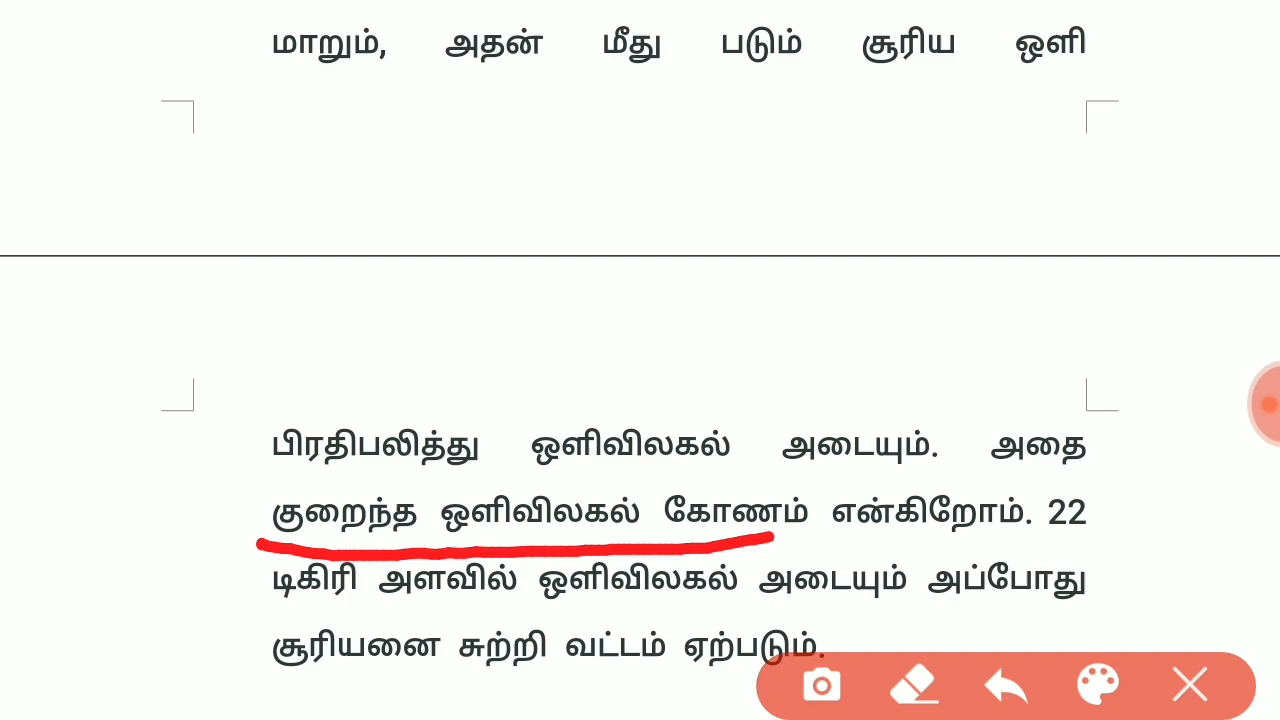 மாறும், அதன் மீது படும் சூரிய ஒளி
பிரதிபலித்து ஒளிவிலகல் அடையும். அதை
குறைந்த ஒளிவிலகல் கோணம் என்கிறோம். 22
டிகிரி அளவில் ஒளிவிலகல் அடையும் அப்போது
சூரியனை சுற்றி வட்டம் ஏற்படும்.